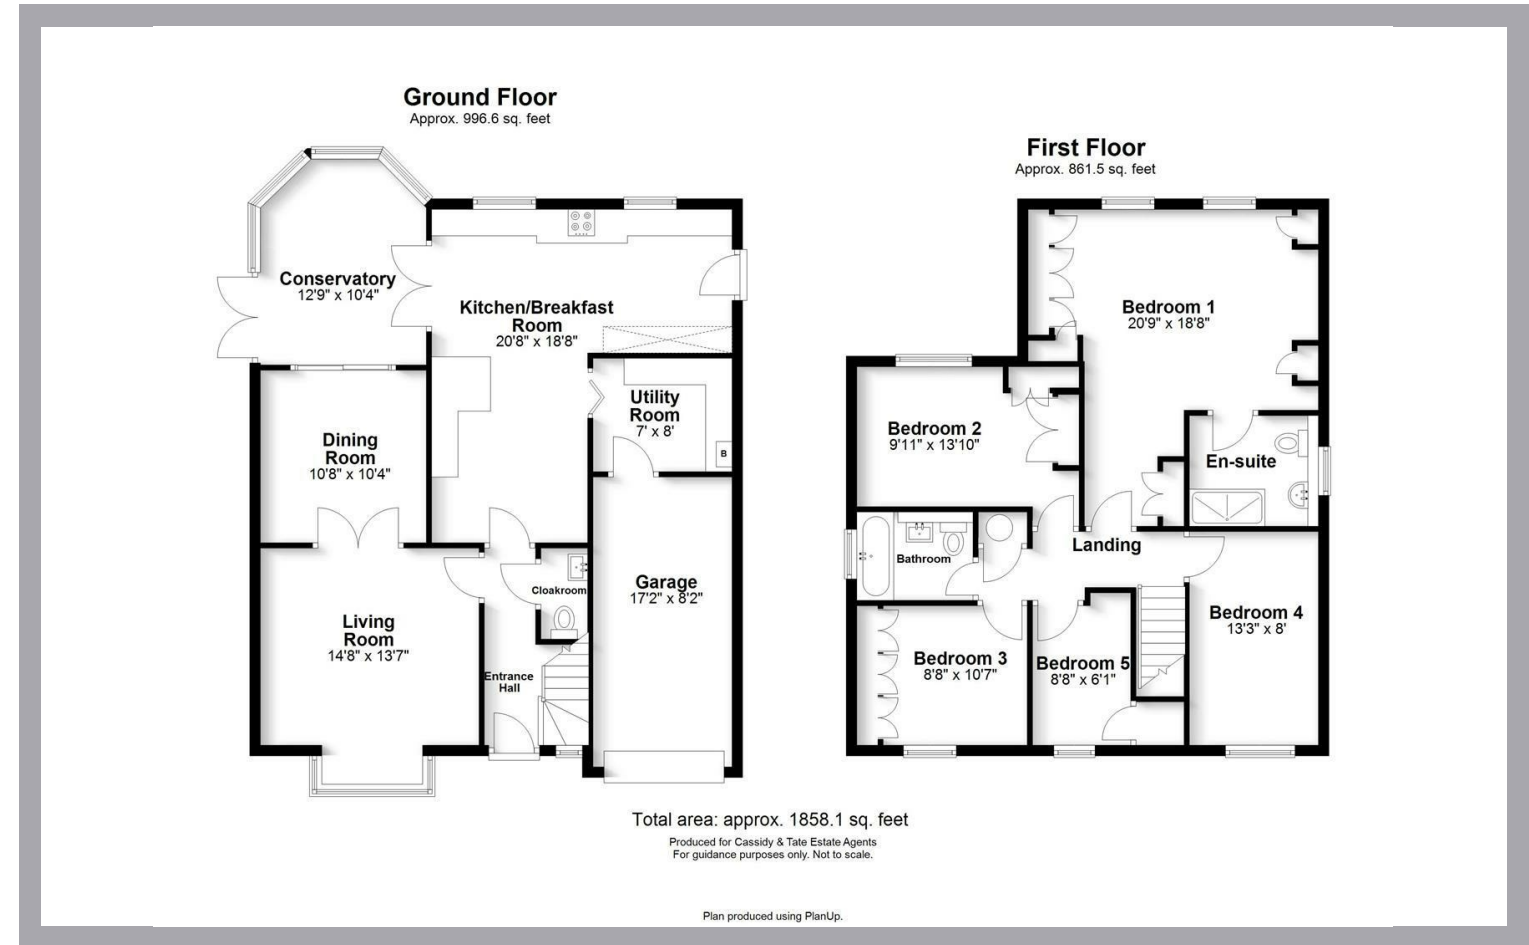 Ground Floor
Approx. 996.6 sq. feet
Conservatory
12'9" x 10'4"
Kitchen/Breakfast
Room
20'8" x 18'8"
Utility
Room
7' x 8'
B
Dining
Room
10'8" x 10'4"
Living
Room
14'8" x 13'7"
Cloakroom
Entrance
Hall
Garage
17'2" x 8'2"
First Floor
Approx. 861.5 sq. feet
Bedroom 1
20'9" x 18'8"
Bedroom 2
9'11" x 13'10"
En-suite
Landing
Bathroom
Bedroom 3
8'8" x 10'7"
Bedroom 5
8'8" x 6'1"
Bedroom 4
13'3" x 8'
Total area: approx. 1858.1 sq. feet
Produced for Cassidy & Tate Estate Agents
For guidance purposes only. Not to scale.
Plan produced using PlanUp.